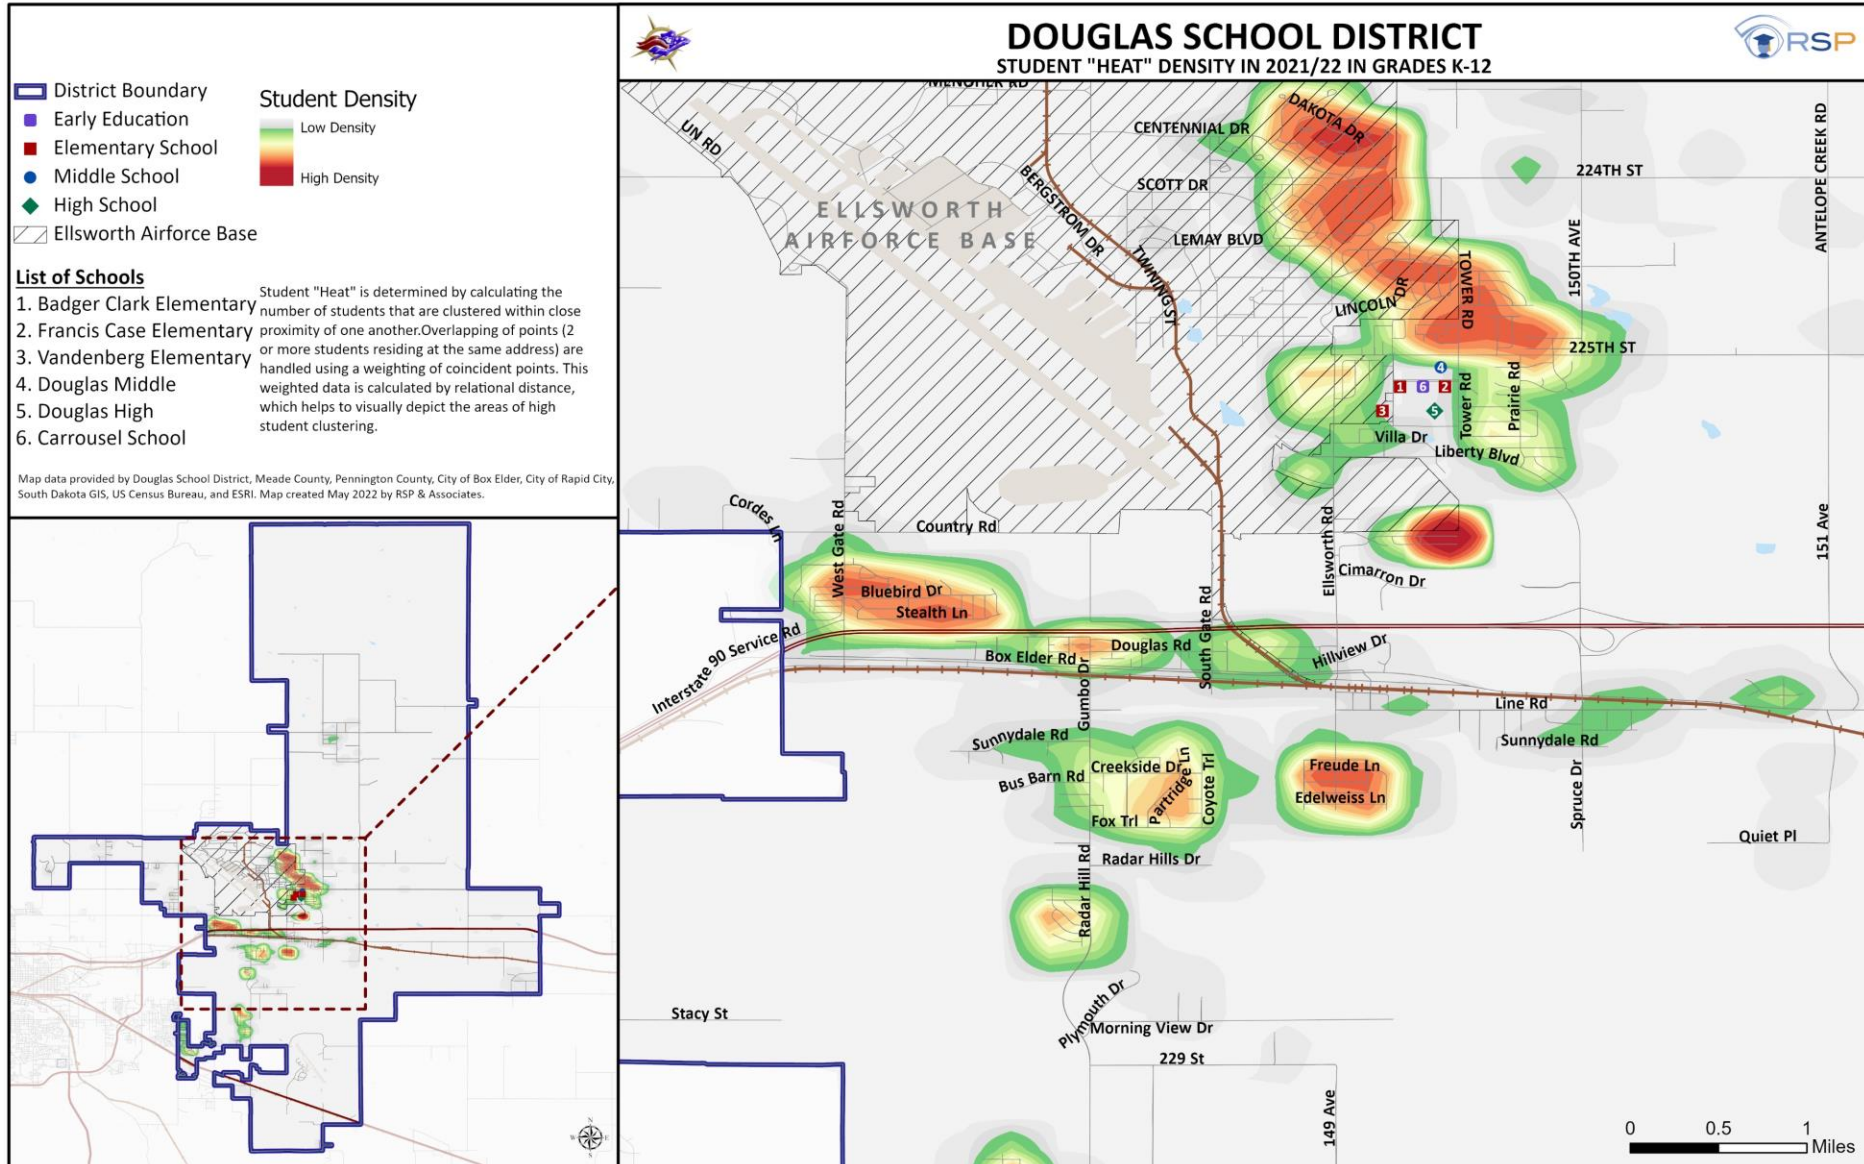 DOUGLAS SCHOOL DISTRICT
STUDENT "HEAT" DENSITY IN 2021/22 IN GRADES K-12
RSP
District Boundary
Early Education
Elementary School
Middle School
High School
Ellsworth Airforce Base
Student Density
Low Density
High Density
List of Schools
1. Badger Clark Elementary
2. Francis Case Elementary
3. Vandenberg Elementary
4. Douglas Middle
5. Douglas High
6. Carrousel School
Student "Heat" is determined by calculating the
number of students that are clustered within close
proximity of one another.Overlapping of points (2
or more students residing at the same address) are
handled using a weighting of coincident points. This
weighted data is calculated by relational distance,
which helps to visually depict the areas of high
student clustering.
Map data provided by Douglas School District, Meade County, Pennington County, City of Box Elder, City of Rapid City,
South Dakota GIS, US Census Bureau, and ESRI. Map created May 2022 by RSP & Associates.
N
W
E
S
MENOHER RD
UN RD
CENTENNIAL DR
DAKOTA DR
BERGSTROM DR
SCOTT DR
224TH ST
ANTELOPE CREEK RD
ELLSWORTH
AIRFORCE BASE
LEMAY BLVD
TWINING ST
150TH AVE
TOWER RD
LINCOLN DR
225TH ST
4
1
6
2
3
5
Tower Rd
Prairie Rd
Villa Dr
Liberty Blvd
Cordes Ln
West Gate Rd
Country Rd
Ellsworth Rd
151 Ave
Cimarron Dr
Bluebird Dr
Stealth Ln
South Gate Rd
Interstate 90 Service Rd
Box Elder Rd
Douglas Rd
Hillview Dr
Gumbo Dr
Line Rd
Sunnydale Rd
Sunnydale Rd
Bus Barn Rd
Creekside Dr
Partridge Ln
Coyote Trl
Freude Ln
Edelweiss Ln
Fox Trl
Spruce Dr
Quiet Pl
Radar Hills Dr
Radar Hill Rd
Plymouth Dr
Stacy St
Morning View Dr
229 St
149 Ave
0 0.5 1
Miles